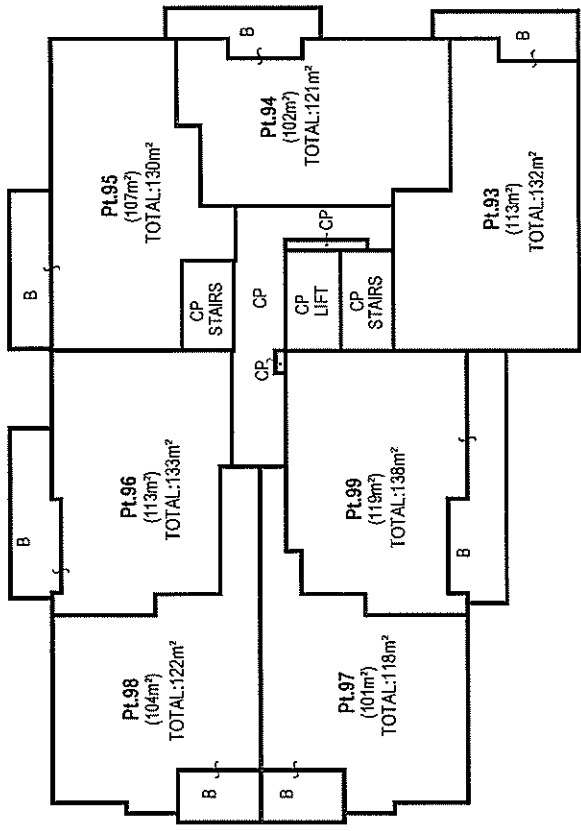 B
B
Pt.95
(107m²)
TOTAL:130m²
Pt.94
(102m²)
TOTAL:121m²
B
B
Pt.93
(113m²)
TOTAL:132m²
CP
STAIRS
CP
CP
CP
LIFT
CP
STAIRS
CP
B
Pt.96
(113m²)
TOTAL:133m²
Pt.99
(119m²)
TOTAL:138m²
B
Pt.98
(104m²)
TOTAL:122m²
B
Pt.97
(101m²)
TOTAL:118m²
B